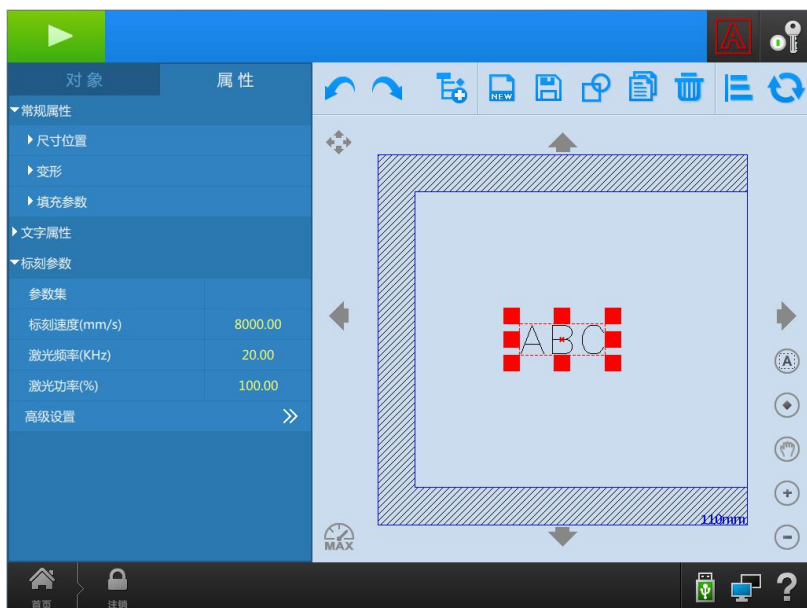 对象 属性
NEW
常规属性
尺寸位置
变形
填充参数
文字属性
标刻参数
参数集
标刻速度(mm/s) 8000.00
激光频率(KHz) 20.00
激光功率(%) 100.00
高级设置
ABC
A
110mm
MAX
首页 注销